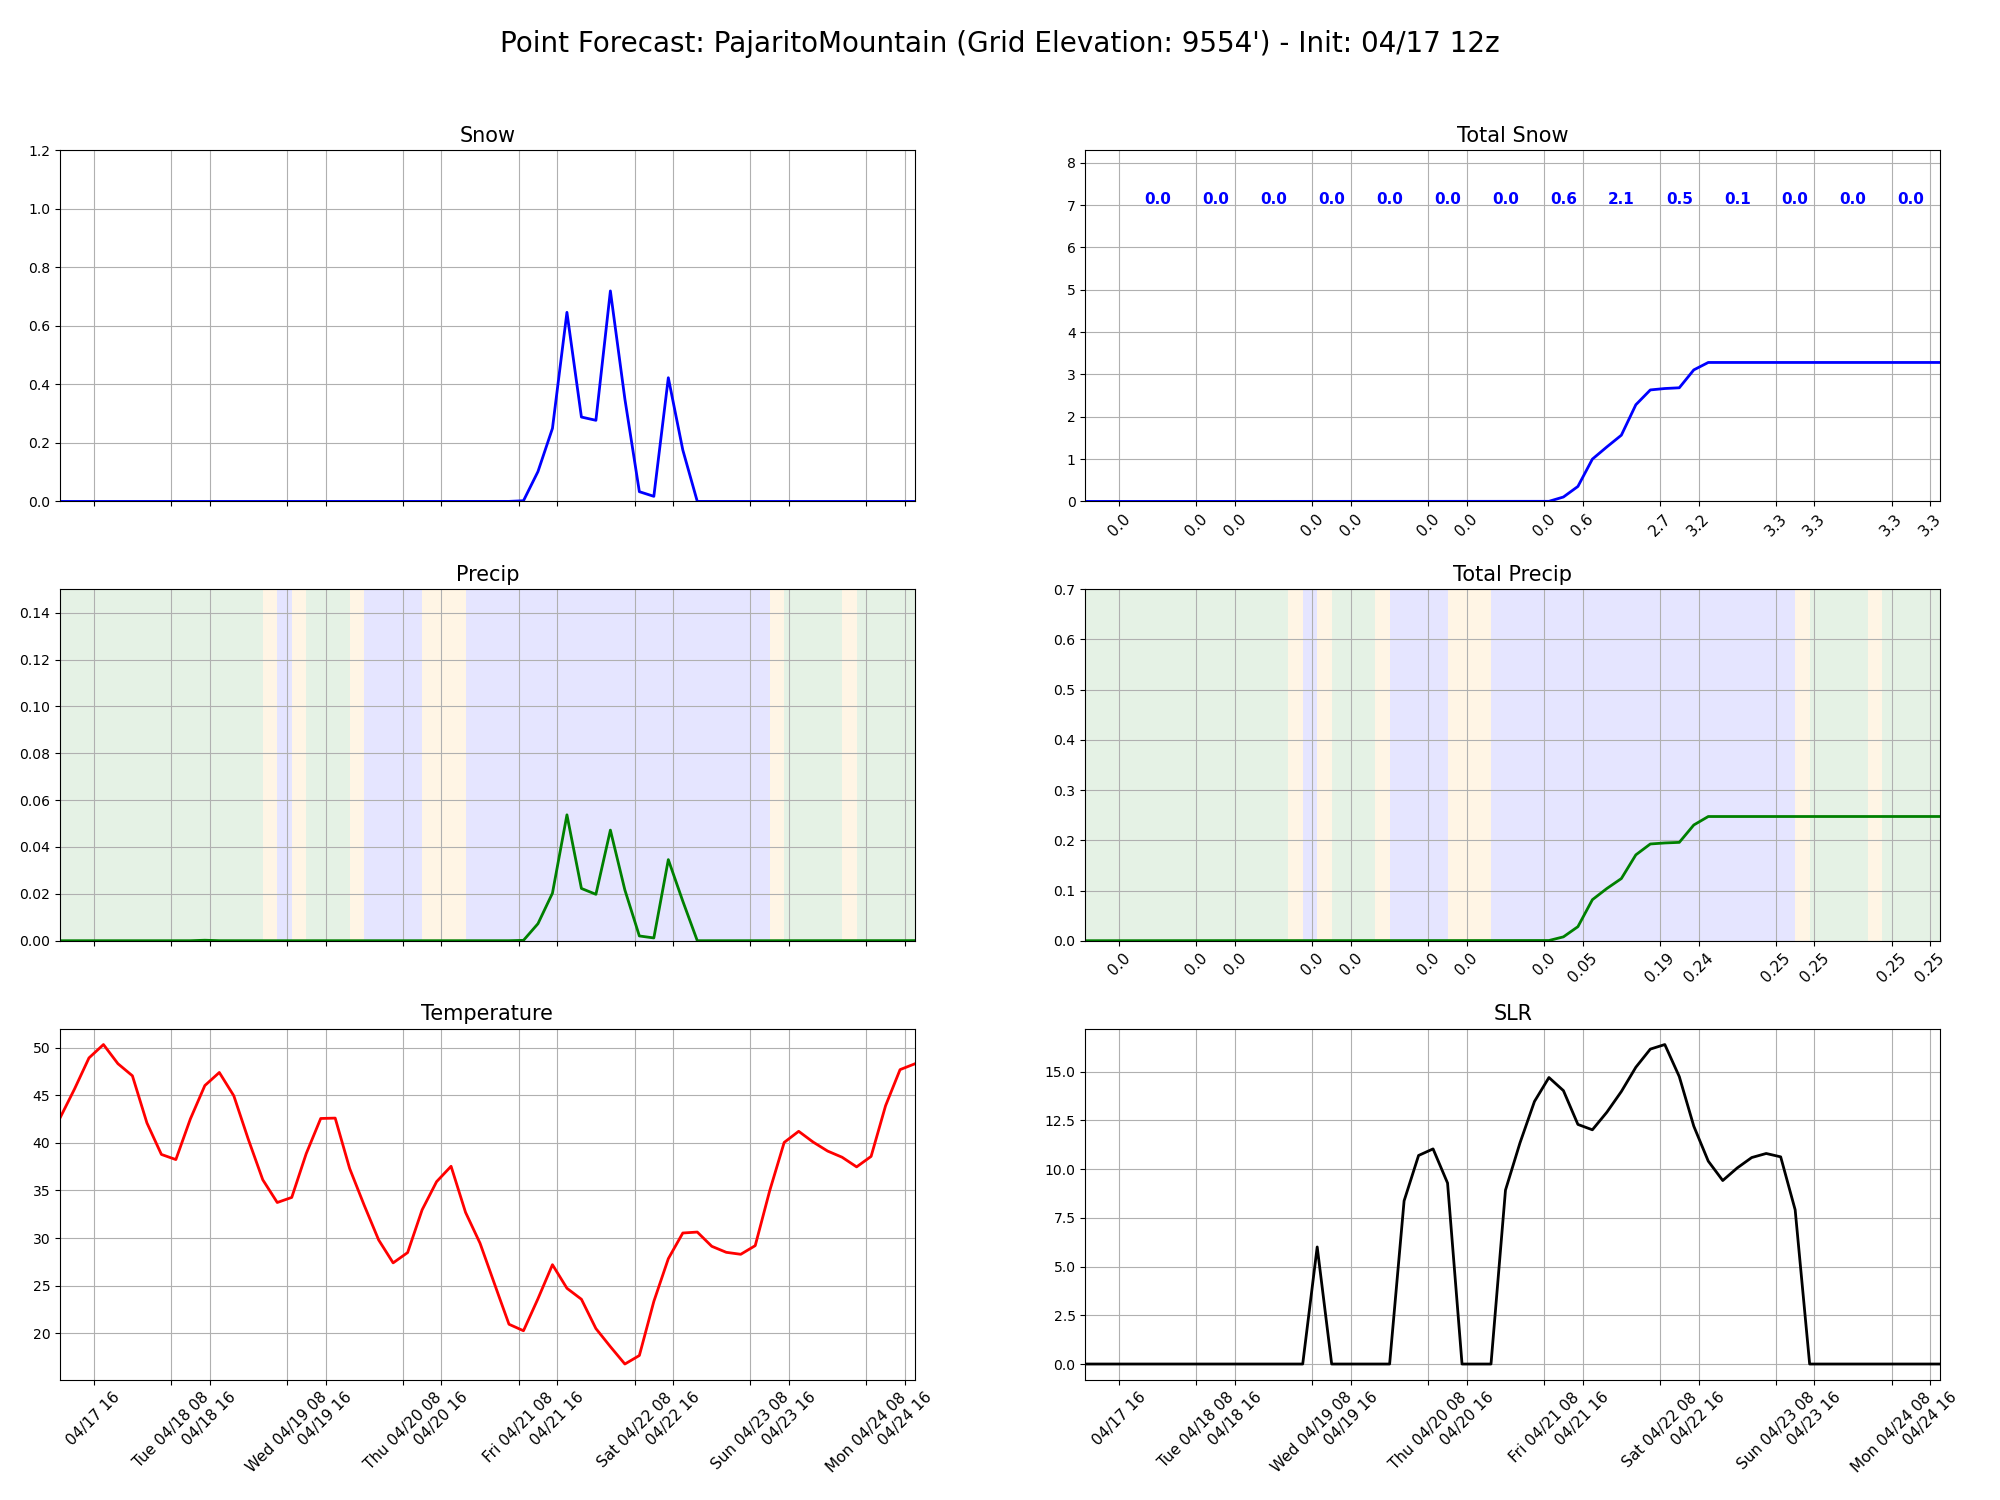 Point Forecast: PajaritoMountain (Grid Elevation: 9554') - Init: 04/17 12z
Snow
1.2
1.0
0.8
0.6
0.4
0.2
0.0
Total Snow
8
7
6
5
4
3
2
1
0
0.0 0.0 0.0 0.0 0.0 0.0 0.0 0.6 2.1 0.5 0.1 0.0 0.0 0.0
0.0 0.0 0.0 0.0 0.0 0.0 0.0 0.0 0.6 2.7 3.2 3.3 3.3 3.3 3.3
Precip
0.14
0.12
0.10
0.08
0.06
0.04
0.02
0.00
Total Precip
0.7
0.6
0.5
0.4
0.3
0.2
0.1
0.0
0.0 0.0 0.0 0.0 0.0 0.0 0.0 0.0 0.05 0.19 0.24 0.25 0.25 0.25 0.25
Temperature
50
45
40
35
30
25
20
04/17 16
Tue 04/18 08
04/18 16
Wed 04/19 08
04/19 16
Thu 04/20 08
04/20 16
Fri 04/21 08
04/21 16
Sat 04/22 08
04/22 16
Sun 04/23 08
04/23 16
Mon 04/24 08
04/24 16
SLR
15.0
12.5
10.0
7.5
5.0
2.5
0.0
04/17 16
Tue 04/18 08
04/18 16
Wed 04/19 08
04/19 16
Thu 04/20 08
04/20 16
Fri 04/21 08
04/21 16
Sat 04/22 08
04/22 16
Sun 04/23 08
04/23 16
Mon 04/24 08
04/24 16